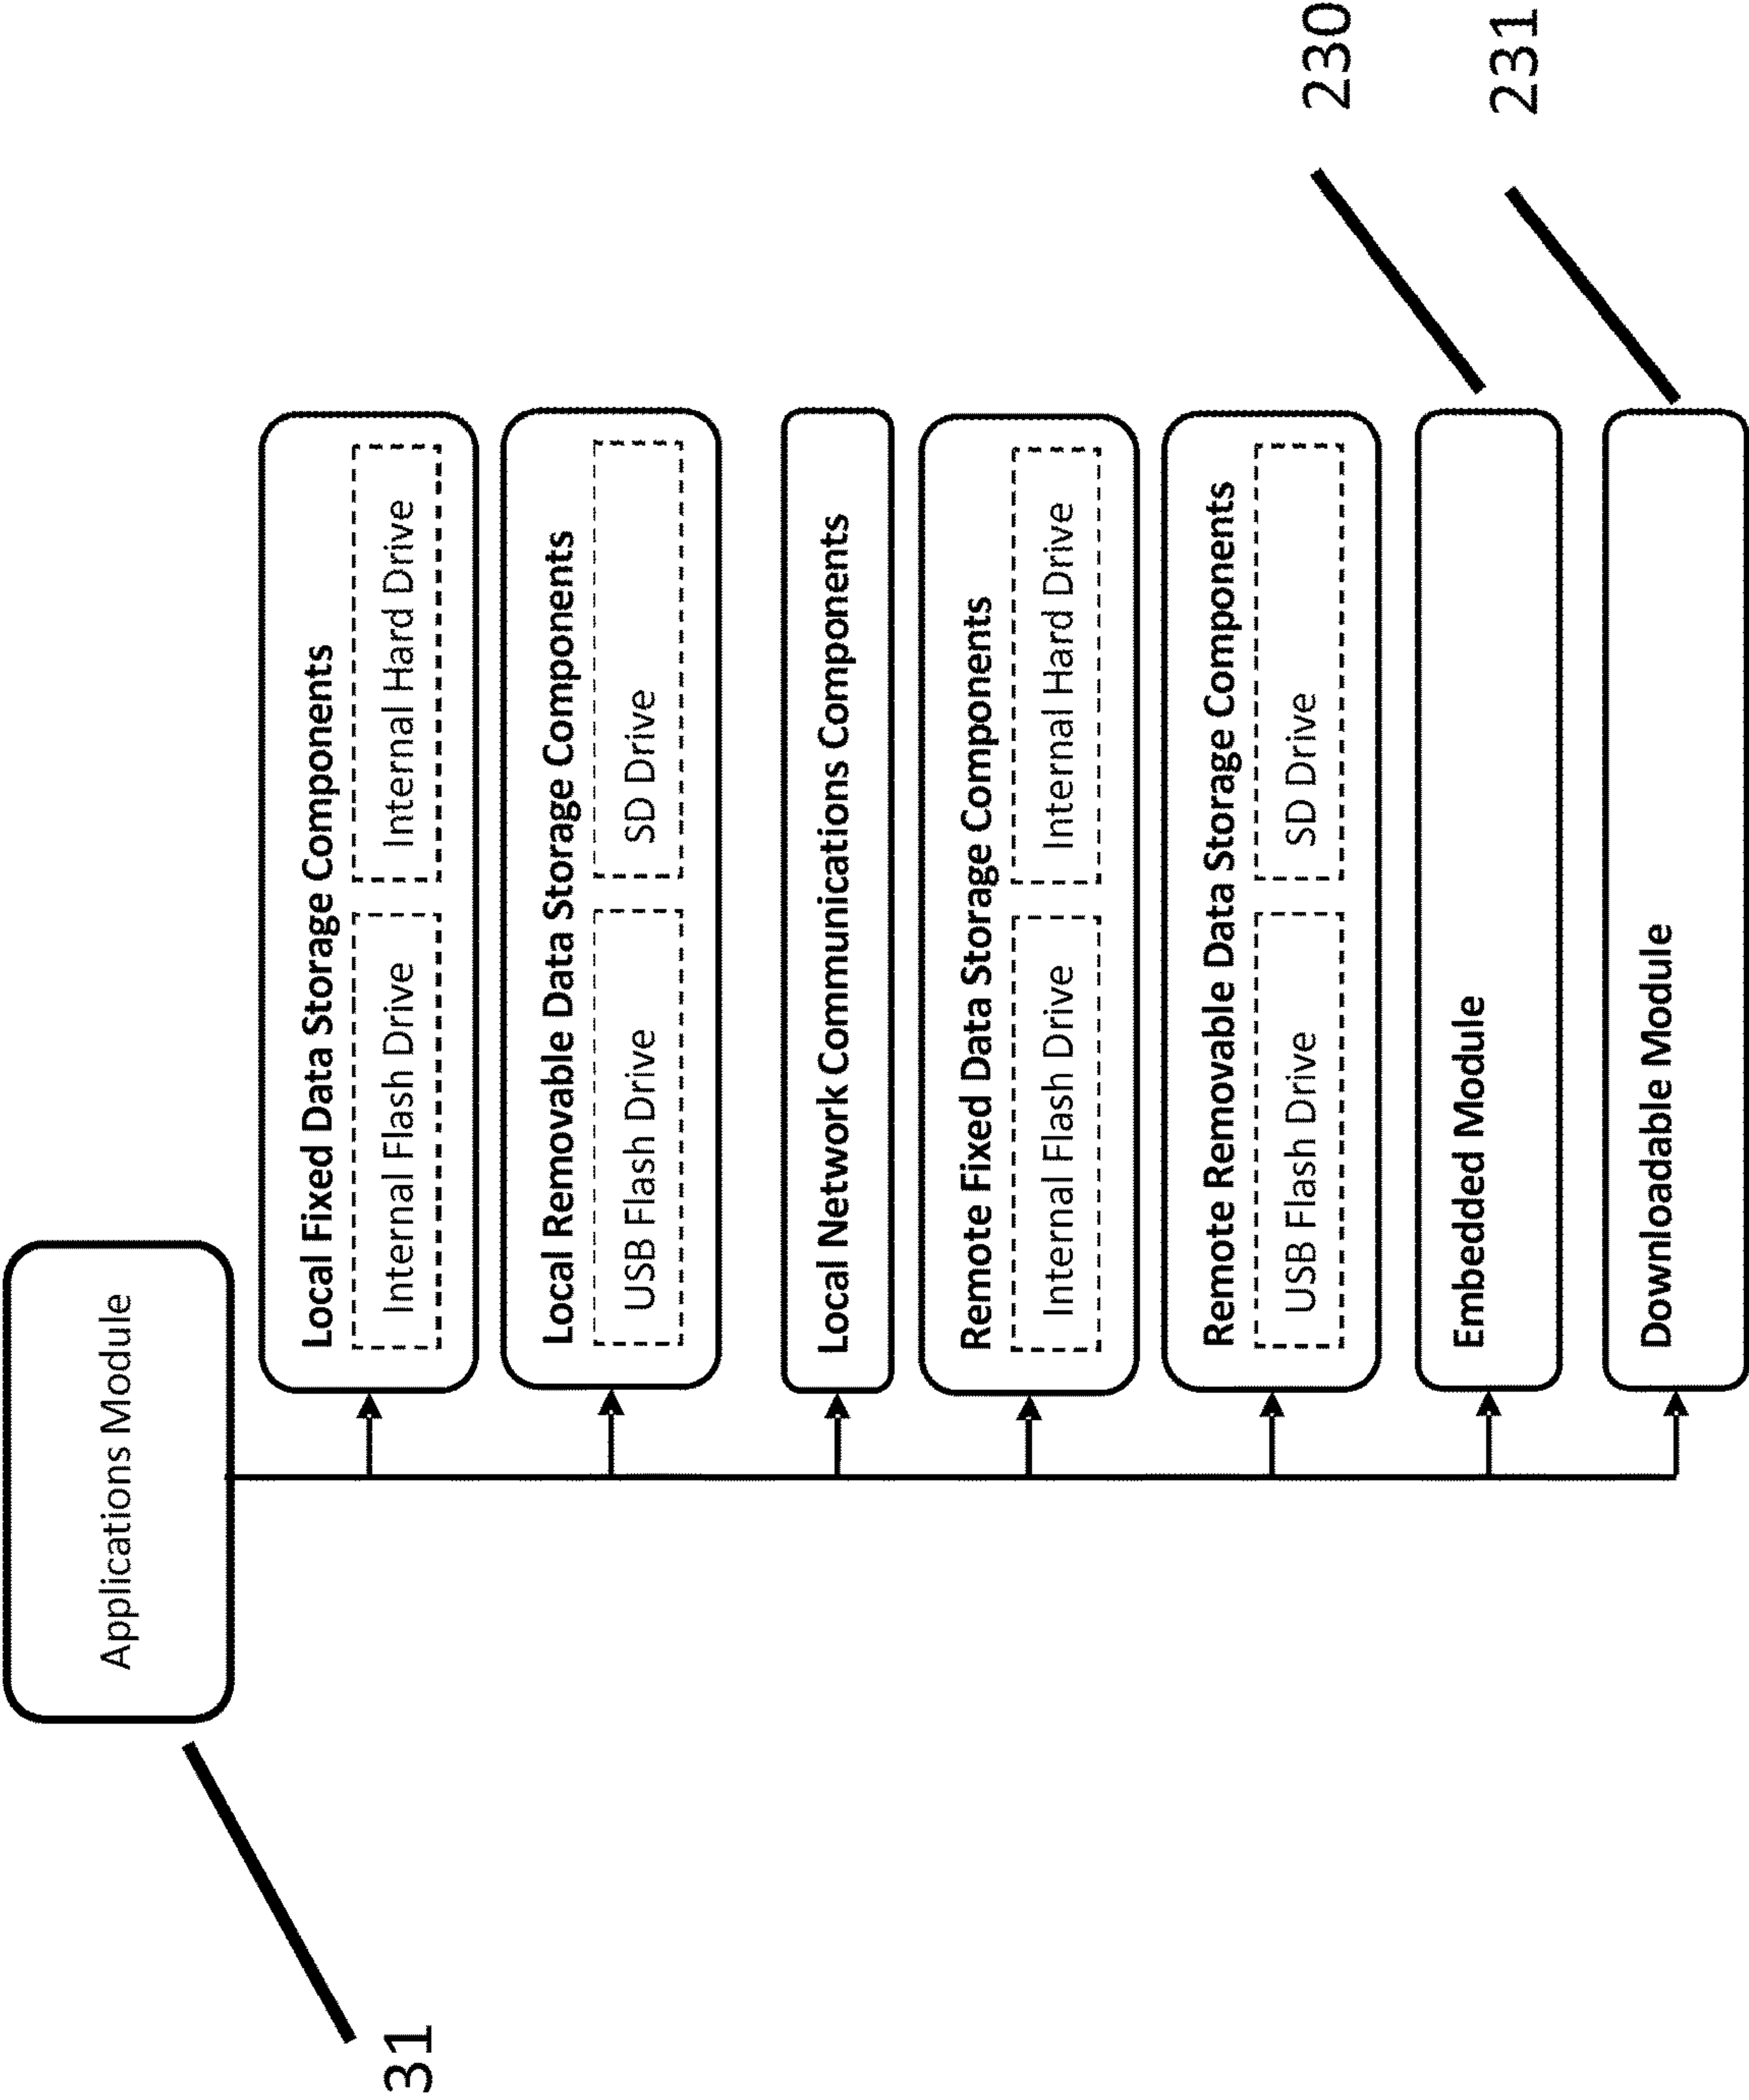 Applications Module
31
Local Fixed Data Storage Components
Internal Flash Drive
Internal Hard Drive
Local Removable Data Storage Components
USB Flash Drive
SD Drive
Local Network Communications Components
Remote Fixed Data Storage Components
Internal Flash Drive
Internal Hard Drive
Remote Removable Data Storage Components
USB Flash Drive
SD Drive
Embedded Module
230
Downloadable Module
231